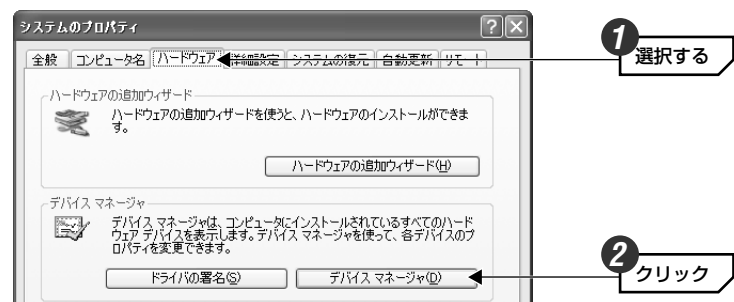 システムのプロパティ
全般 コンピュータ名 ハードウェア 詳細設定 システムの復元 自動更新 リモート
1 選択する
ハードウェアの追加ウィザード
ハードウェアの追加ウィザードを使うと、ハードウェアのインストールができま
す。
ハードウェアの追加ウィザード(H)
デバイス マネージャ
デバイス マネージャは、コンピュータにインストールされているすべてのハード
ウェア デバイスを表示します。デバイス マネージャを使って、各デバイスのプ
ロパティを変更できます。
ドライバの署名(S) デバイス マネージャ(D)
2 クリック